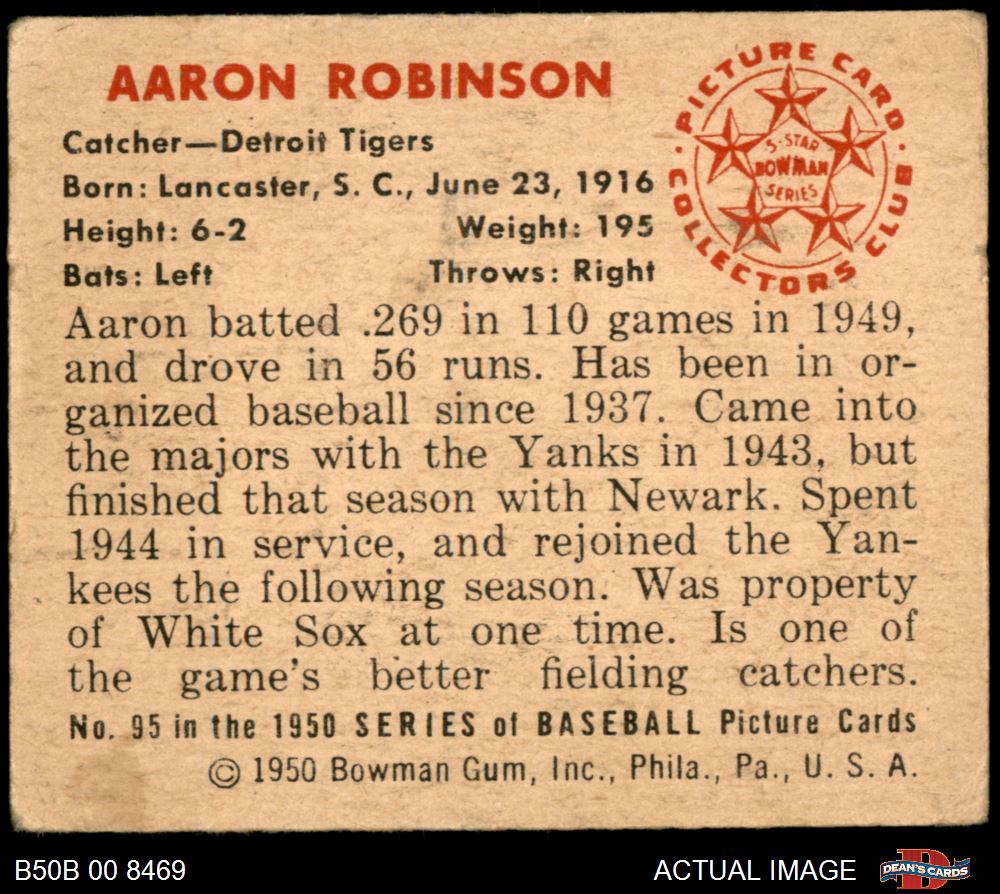 AARON ROBINSON
Catcher—Detroit Tigers
Born: Lancaster, S. C., June 23, 1916
Height: 6-2 Weight: 195
Bats: Left Throws: Right
PICTURE CARD
COLLECTORS CLUB
5-STAR
BOWMAN
SERIES
Aaron batted .269 in 110 games in 1949,
and drove in 56 runs. Has been in or-
ganized baseball since 1937. Came into
the majors with the Yanks in 1943, but
finished that season with Newark. Spent
1944 in service, and rejoined the Yan-
kees the following season. Was property
of White Sox at one time. Is one of
the game's better fielding catchers.
No. 95 in the 1950 SERIES of BASEBALL Picture Cards
© 1950 Bowman Gum, Inc., Phila., Pa., U. S. A.
B50B 00 8469 ACTUAL IMAGE DEAN'S CARDS